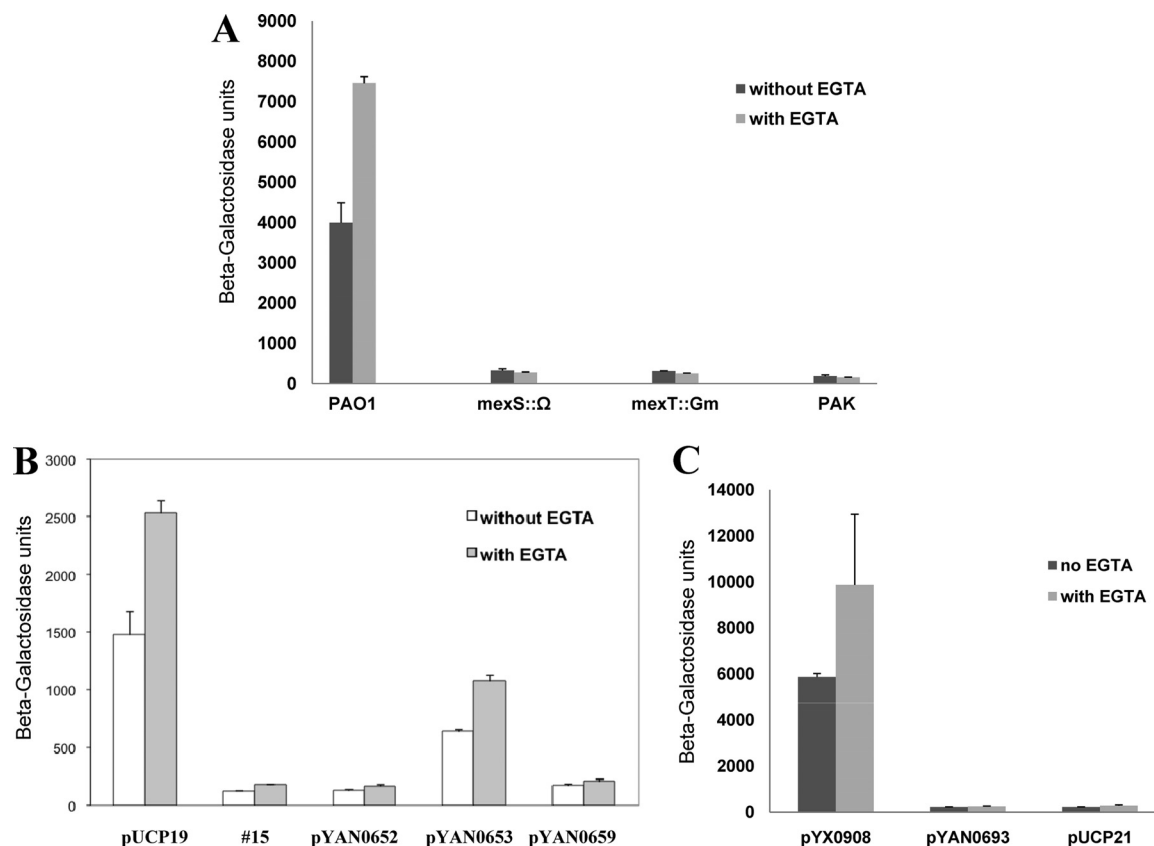 A
Beta-Galactosidase units
9000
8000
7000
6000
5000
4000
3000
2000
1000
0
without EGTA
with EGTA
PAO1 mexS::Ω mexT::Gm PAK
B
Beta-Galactosidase units
3000
2500
2000
1500
1000
500
0
without EGTA
with EGTA
pUCP19 #15 pYAN0652 pYAN0653 pYAN0659
C
Beta-Galactosidase units
14000
12000
10000
8000
6000
4000
2000
0
no EGTA
with EGTA
pYX0908 pYAN0693 pUCP21